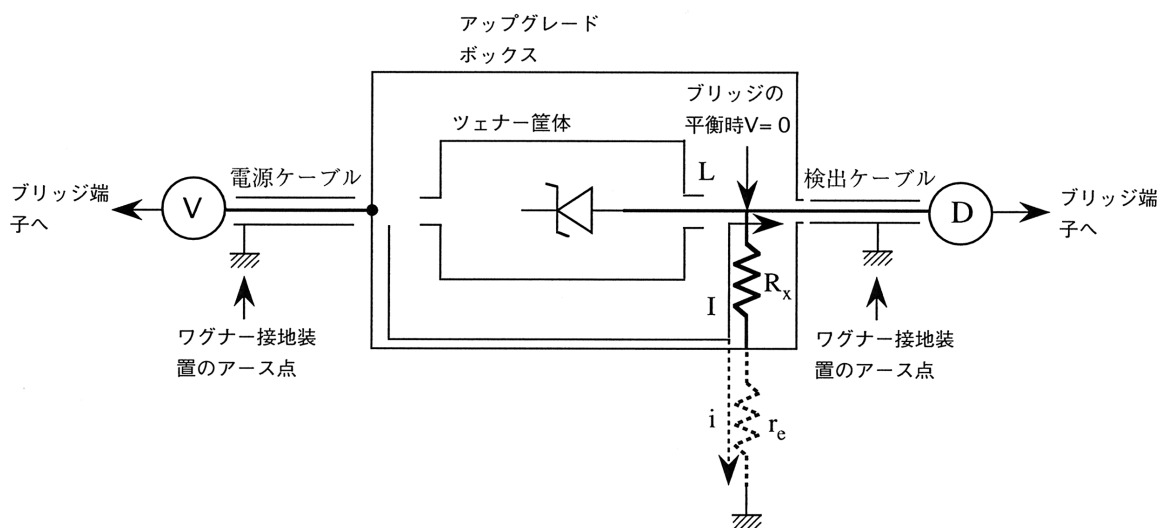 アップグレード
ボックス
ブリッジの
平衡時V=0
ツェナー筐体
L
電源ケーブル
検出ケーブル
ブリッジ端
子へ
V
D
ブリッジ端
子へ
I
Rx
ワグナー接地装
置のアース点
ワグナー接地装
置のアース点
i
re